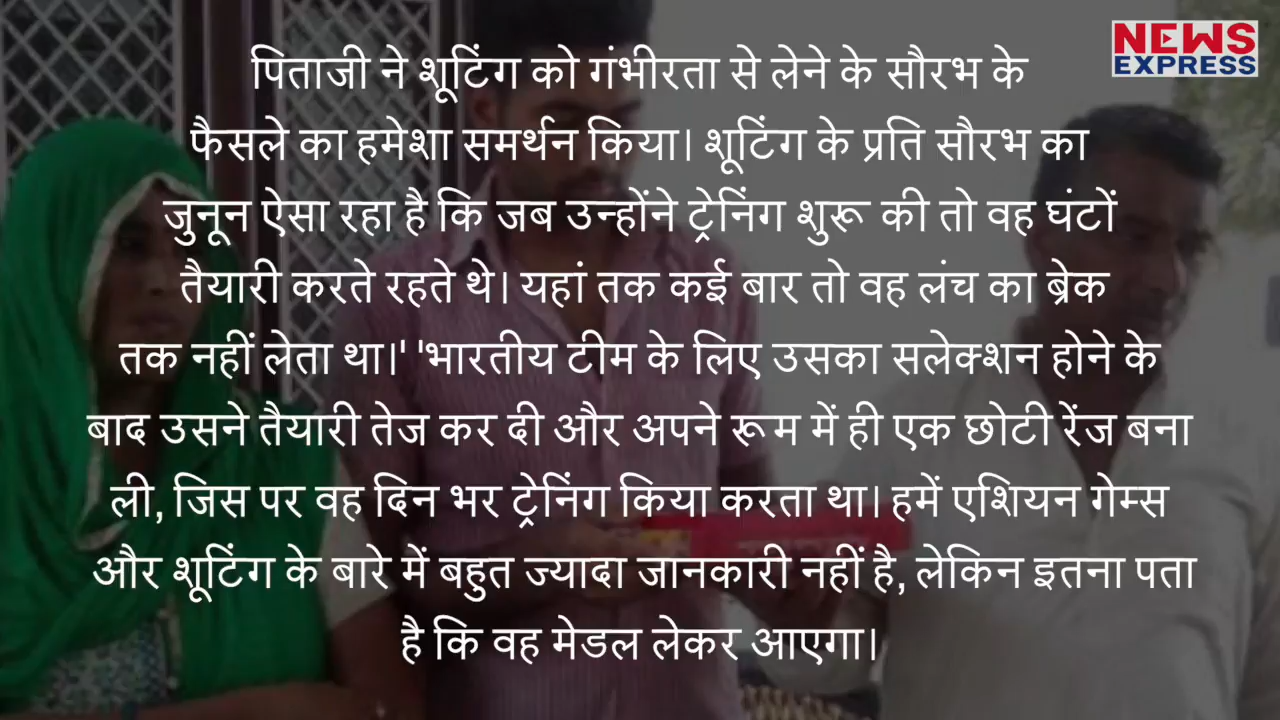 NEWS
EXPRESS
पिताजी ने शूटिंग को गंभीरता से लेने के सौरभ के
फैसले का हमेशा समर्थन किया। शूटिंग के प्रति सौरभ का
जुनून ऐसा रहा है कि जब उन्होंने ट्रेनिंग शुरू की तो वह घंटों
तैयारी करते रहते थे। यहां तक कई बार तो वह लंच का ब्रेक
तक नहीं लेता था।' 'भारतीय टीम के लिए उसका सलेक्शन होने के
बाद उसने तैयारी तेज कर दी और अपने रूम में ही एक छोटी रेंज बना
ली, जिस पर वह दिन भर ट्रेनिंग किया करता था। हमें एशियन गेम्स
और शूटिंग के बारे में बहुत ज्यादा जानकारी नहीं है, लेकिन इतना पता
है कि वह मेडल लेकर आएगा।